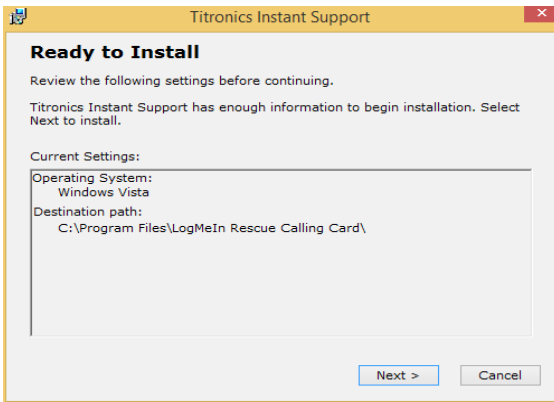 Titronics Instant Support
Ready to Install
Review the following settings before continuing.
Titronics Instant Support has enough information to begin installation. Select
Next to install.
Current Settings:
Operating System:
Windows Vista
Destination path:
C:\Program Files\LogMeIn Rescue Calling Card\
Next >
Cancel